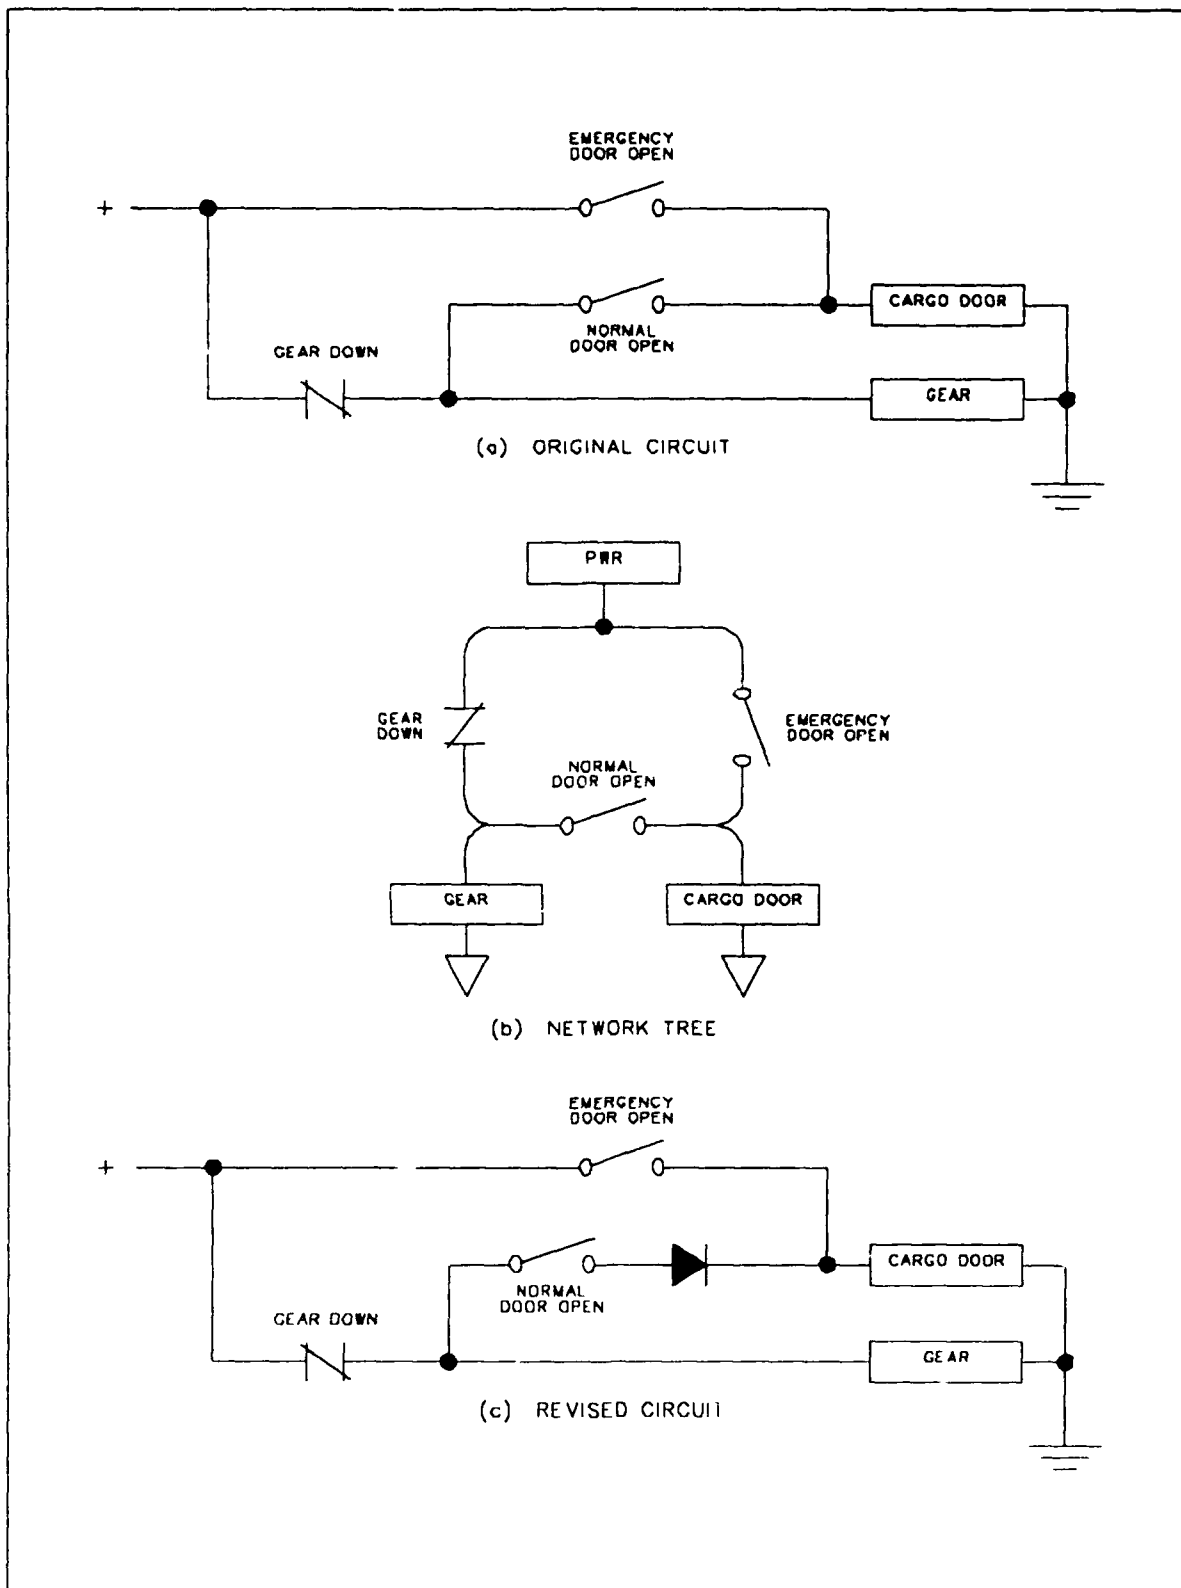 EMERGENCY
DOOR OPEN
+
CARGO DOOR
NORMAL
DOOR OPEN
GEAR DOWN
GEAR
(a) ORIGINAL CIRCUIT
PWR
GEAR
DOWN
EMERGENCY
DOOR OPEN
NORMAL
DOOR OPEN
GEAR
CARGO DOOR
(b) NETWORK TREE
EMERGENCY
DOOR OPEN
+
CARGO DOOR
NORMAL
DOOR OPEN
GEAR DOWN
GEAR
(c) REVISED CIRCUIT